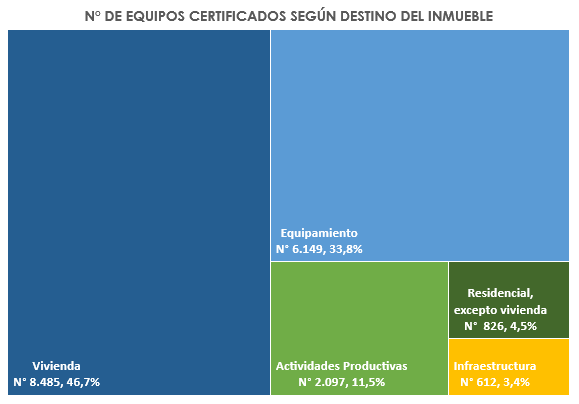 N° DE EQUIPOS CERTIFICADOS SEGÚN DESTINO DEL INMUEBLE
Equipamiento
N° 6.149, 33,8%
Vivienda
N° 8.485, 46,7%
Actividades Productivas
N° 2.097, 11,5%
Residencial,
excepto vivienda
N° 826, 4,5%
Infraestructura
N° 612, 3,4%